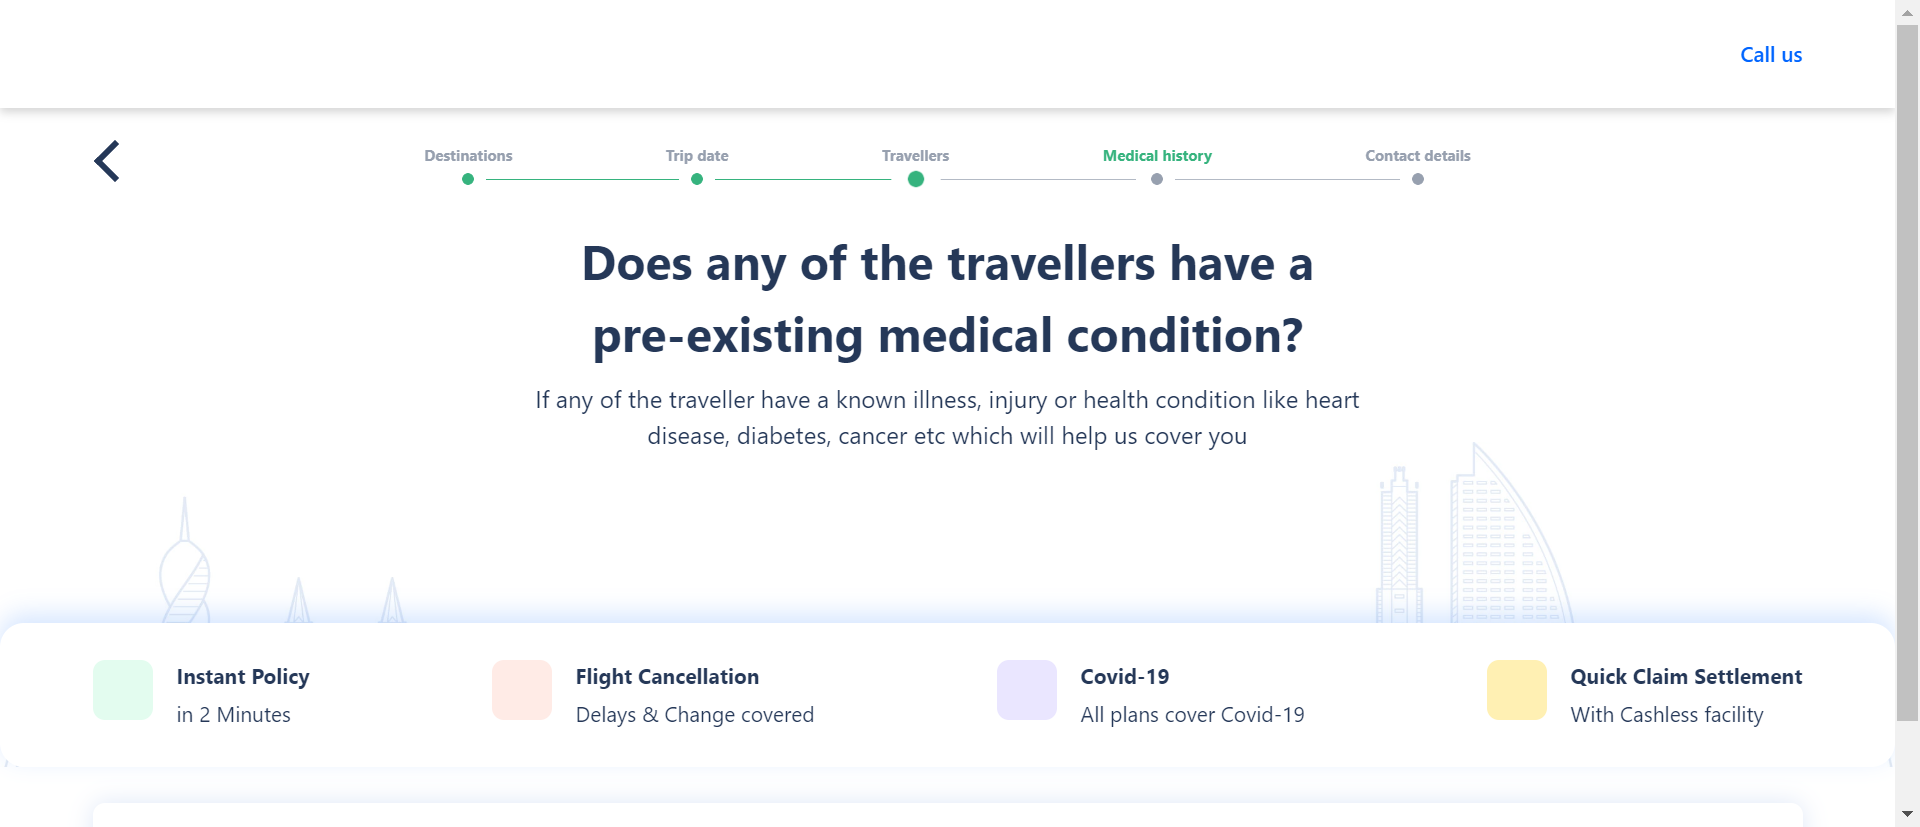 Call us
Destinations
Trip date
Travellers
Medical history
Contact details
Does any of the travellers have a
pre-existing medical condition?
If any of the traveller have a known illness, injury or health condition like heart
disease, diabetes, cancer etc which will help us cover you
Instant Policy
in 2 Minutes
Flight Cancellation
Delays & Change covered
Covid-19
All plans cover Covid-19
Quick Claim Settlement
With Cashless facility